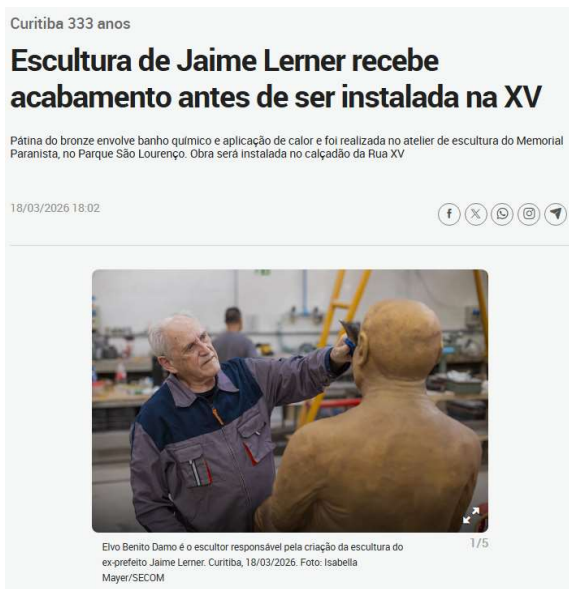 Curitiba 333 anos
Escultura de Jaime Lerner recebe
acabamento antes de ser instalada na XV
Pátina do bronze envolve banho químico e aplicação de calor e foi realizada no atelier de escultura do Memorial
Paranista, no Parque São Lourenço. Obra será instalada no calçadão da Rua XV
18/03/2026 18:02
Elvo Benito Damo é o escultor responsável pela criação da escultura do
ex-prefeito Jaime Lerner. Curitiba, 18/03/2026. Foto: Isabella
Mayer/SECOM
1/5